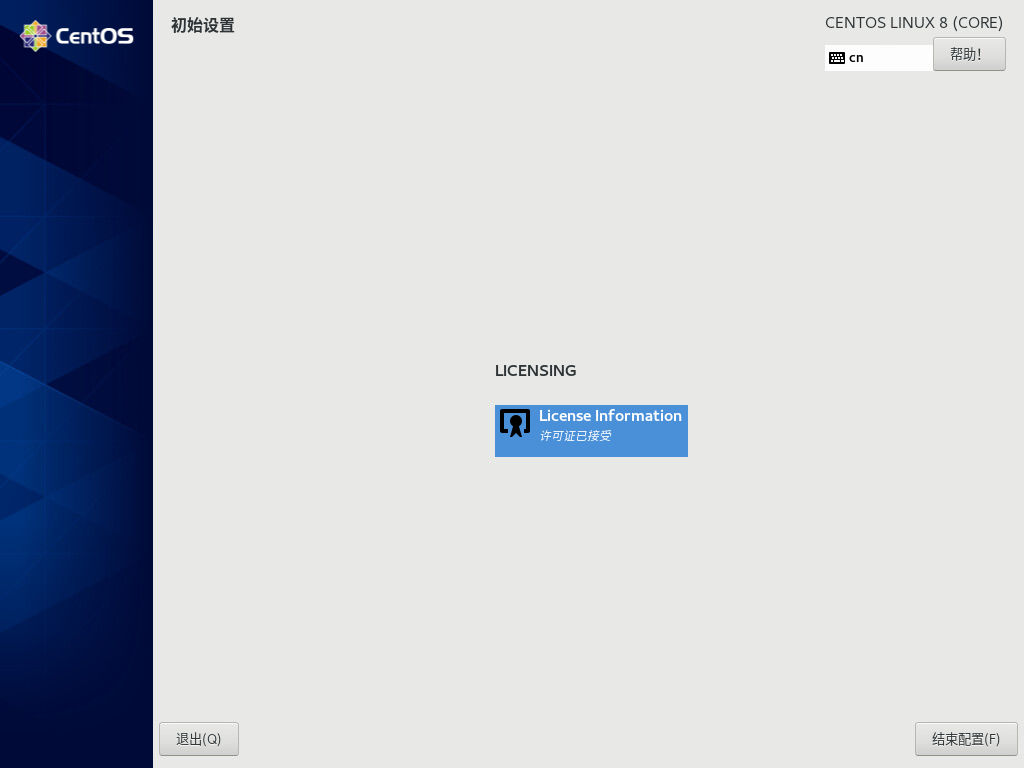 CentOS
初始设置
CENTOS LINUX 8 (CORE)
cn
帮助！
LICENSING
License Information
许可证已接受
退出(Q)
结束配置(F)